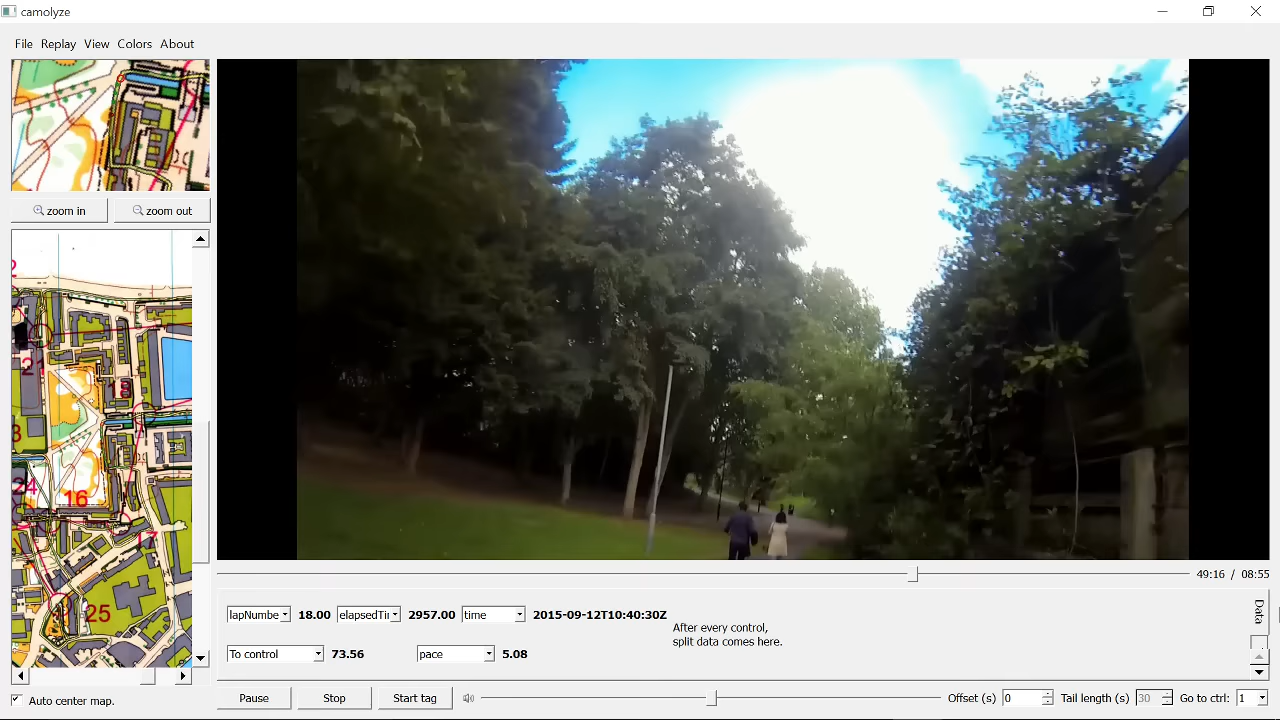 camolyze
File Replay View Colors About
zoom in zoom out
2
21
3
24
16
25
49:16 / 08:55
lapNumbe 18.00 elapsedTii 2957.00 time 2015-09-12T10:40:30Z
After every control,
split data comes here.
To control 73.56 pace 5.08
Data
Auto center map.
Pause Stop Start tag Offset (s) 0 Tail length (s) 30 Go to ctrl: 1